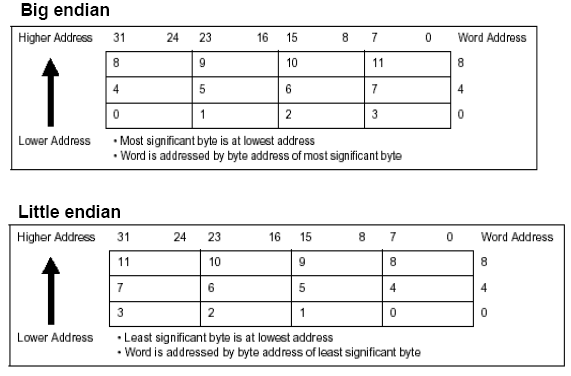 Big endian
Higher Address 31 24 23 16 15 8 7 0 Word Address
8 9 10 11 8
4 5 6 7 4
0 1 2 3 0
Lower Address • Most significant byte is at lowest address
• Word is addressed by byte address of most significant byte
Little endian
Higher Address 31 24 23 16 15 8 7 0 Word Address
11 10 9 8 8
7 6 5 4 4
3 2 1 0 0
Lower Address • Least significant byte is at lowest address
• Word is addressed by byte address of least significant byte